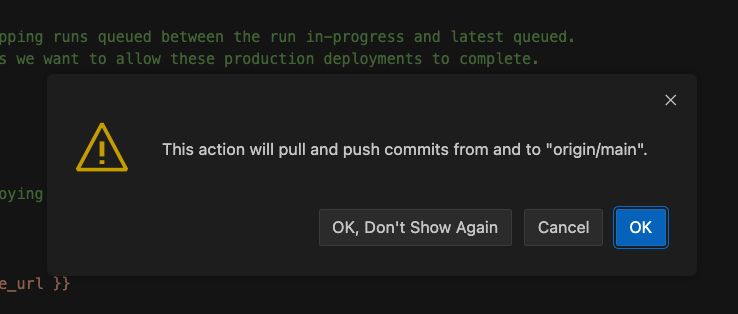 pping runs queued between the run in-progress and latest queued.
s we want to allow these production deployments to complete.
This action will pull and push commits from and to "origin/main".
oying
OK, Don't Show Again
Cancel
OK
e_url }}